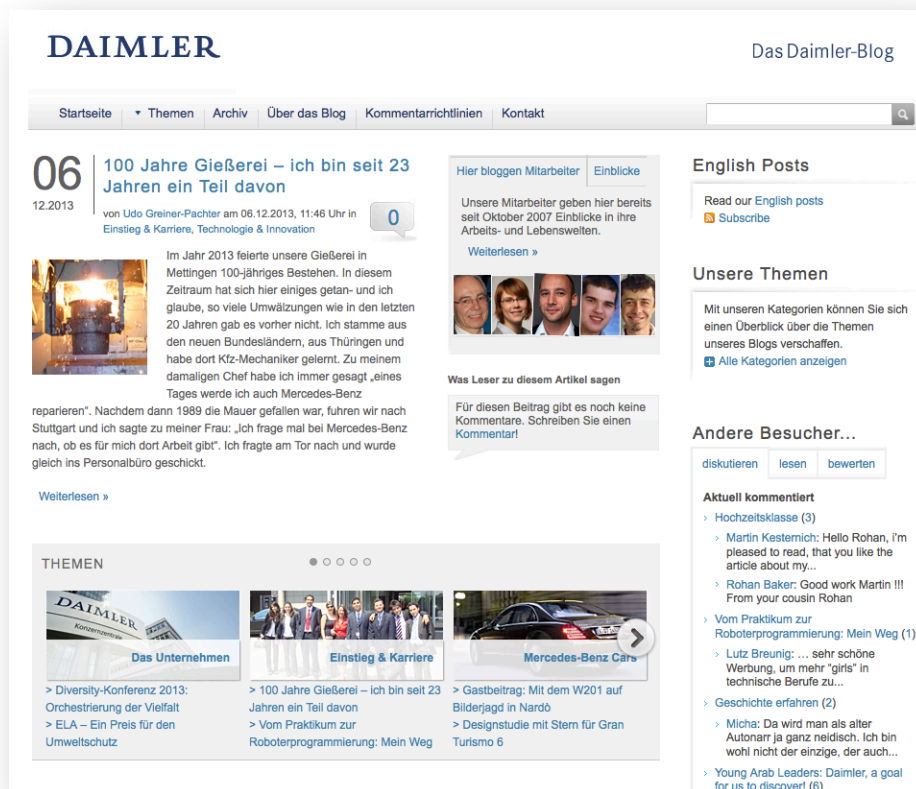 DAIMLER
Das Daimler-Blog
Startseite
Themen
Archiv
Über das Blog
Kommentarrichtlinien
Kontakt
06
12.2013
100 Jahre Gießerei – ich bin seit 23
Jahren ein Teil davon
von Udo Greiner-Pachter am 06.12.2013, 11:46 Uhr in
Einstieg & Karriere, Technologie & Innovation
0
Im Jahr 2013 feierte unsere Gießerei in
Mettingen 100-jähriges Bestehen. In diesem
Zeitraum hat sich hier einiges getan- und ich
glaube, so viele Umwälzungen wie in den letzten
20 Jahren gab es vorher nicht. Ich stamme aus
den neuen Bundesländern, aus Thüringen und
habe dort Kfz-Mechaniker gelernt. Zu meinem
damaligen Chef habe ich immer gesagt „eines
Tages werde ich auch Mercedes-Benz
reparieren". Nachdem dann 1989 die Mauer gefallen war, fuhren wir nach
Stuttgart und ich sagte zu meiner Frau: „Ich frage mal bei Mercedes-Benz
nach, ob es für mich dort Arbeit gibt". Ich fragte am Tor nach und wurde
gleich ins Personalbüro geschickt.
Weiterlesen »
Hier bloggen Mitarbeiter
Einblicke
Unsere Mitarbeiter geben hier bereits
seit Oktober 2007 Einblicke in ihre
Arbeits- und Lebenswelten.
Weiterlesen »
Was Leser zu diesem Artikel sagen
Für diesen Beitrag gibt es noch keine
Kommentare. Schreiben Sie einen
Kommentar!
English Posts
Read our English posts
Subscribe
Unsere Themen
Mit unseren Kategorien können Sie sich
einen Überblick über die Themen
unseres Blogs verschaffen.
Alle Kategorien anzeigen
Andere Besucher...
diskutieren
lesen
bewerten
Aktuell kommentiert
› Hochzeitsklasse (3)
› Martin Kesternich: Hello Rohan, i'm
pleased to read, that you like the
article about my...
› Rohan Baker: Good work Martin !!!
From your cousin Rohan
› Vom Praktikum zur
Roboterprogrammierung: Mein Weg (1)
› Lutz Breunig: … sehr schöne
Werbung, um mehr "girls" in
technische Berufe zu...
› Geschichte erfahren (2)
› Micha: Da wird man als alter
Autonarr ja ganz neidisch. Ich bin
wohl nicht der einzige, der auch...
› Young Arab Leaders: Daimler, a goal
for us to discover! (6)
THEMEN
DAIMLER
Konzernzentrale
Das Unternehmen
> Diversity-Konferenz 2013:
Orchestrierung der Vielfalt
> ELA – Ein Preis für den
Umweltschutz
Einstieg & Karriere
> 100 Jahre Gießerei – ich bin seit 23
Jahren ein Teil davon
> Vom Praktikum zur
Roboterprogrammierung: Mein Weg
Mercedes-Benz Cars
> Gastbeitrag: Mit dem W201 auf
Bilderjagd in Nardò
> Designstudie mit Stern für Gran
Turismo 6